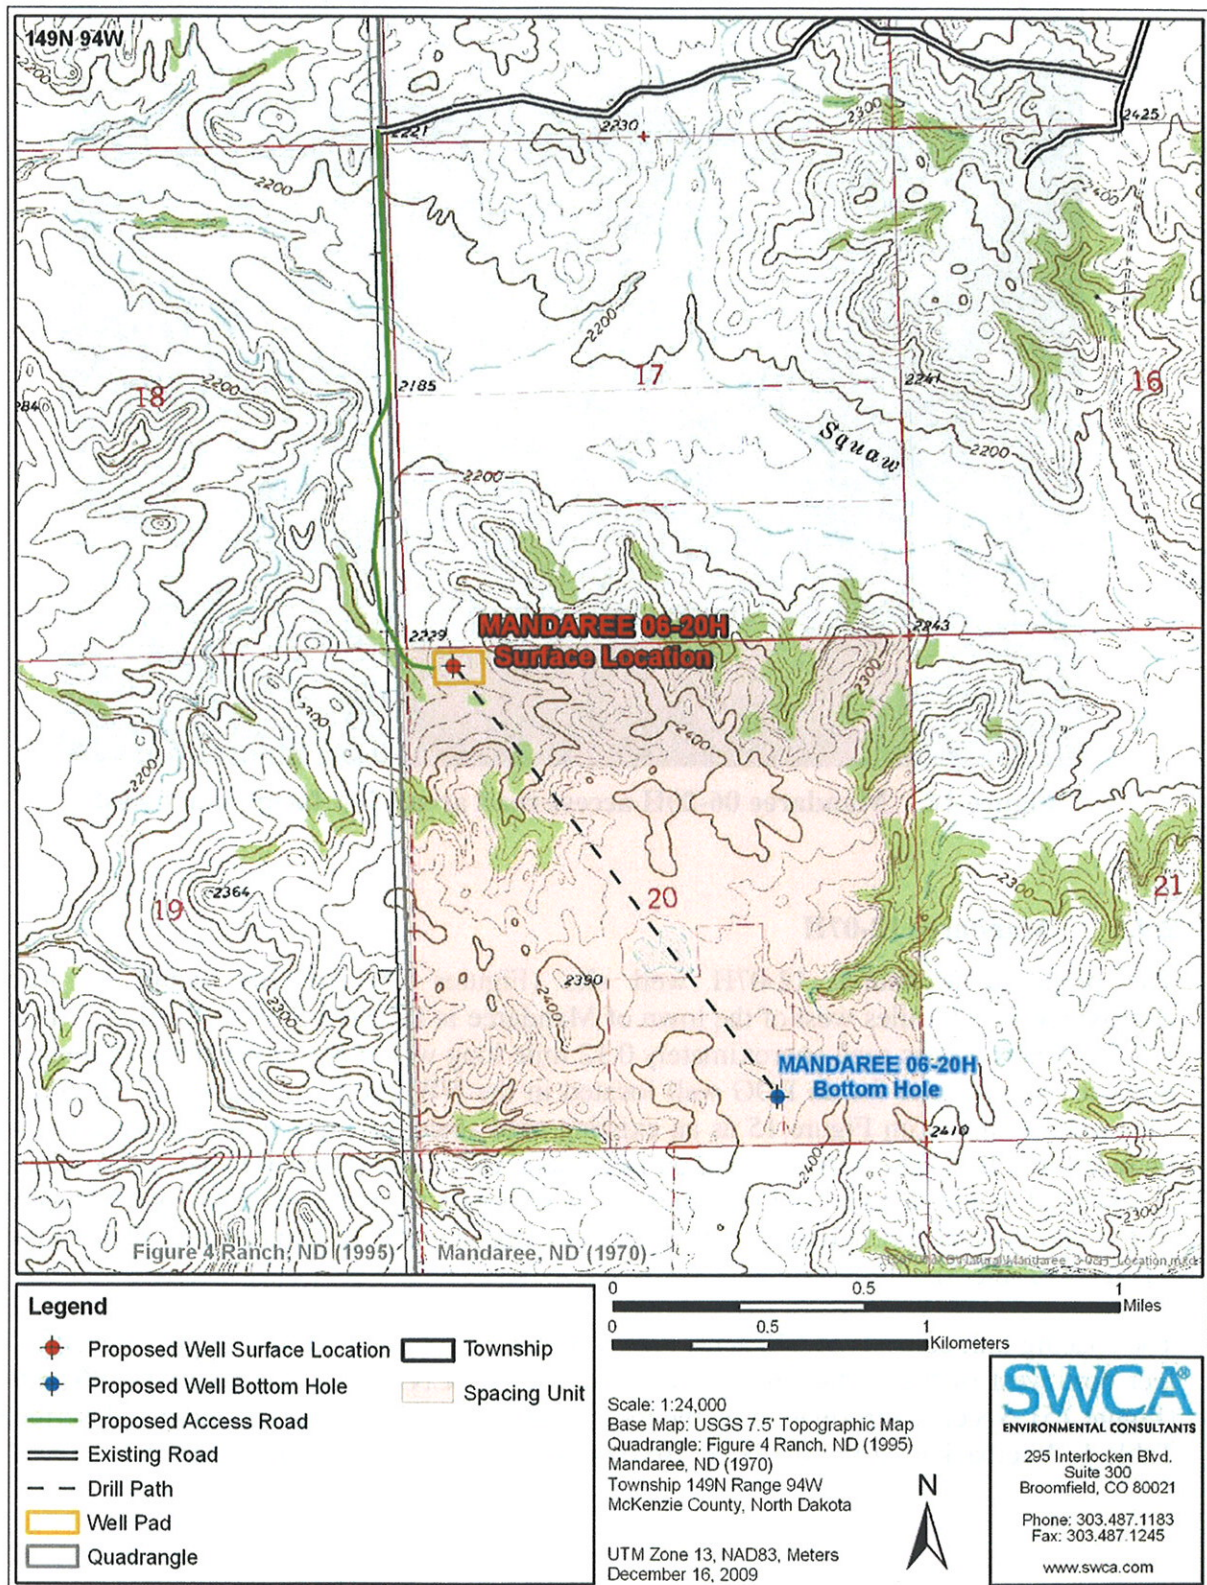 149N 94W
2200
2221
2230
2300
2425
2400
2200
2200
2200
18
2200
284
2185
17
2241
16
Squaw
2200
2200
2229
MANDAREE 06-20H
Surface Location
2243
2300
2200
2200
2400
2364
19
20
2300
21
2390
2400
2300
MANDAREE 06-20H
Bottom Hole
2410
2400
2300
Figure 4 Ranch, ND (1995)
Mandaree, ND (1970)
Legend
Proposed Well Surface Location
Township
Proposed Well Bottom Hole
Spacing Unit
Proposed Access Road
Existing Road
Drill Path
Well Pad
Quadrangle
0 0.5 1 Miles
0 0.5 1 Kilometers
Scale: 1:24,000
Base Map: USGS 7.5' Topographic Map
Quadrangle: Figure 4 Ranch, ND (1995)
Mandaree, ND (1970)
Township 149N Range 94W
McKenzie County, North Dakota
UTM Zone 13, NAD83, Meters
December 16, 2009
N
SWCA®
ENVIRONMENTAL CONSULTANTS
295 Interlocken Blvd.
Suite 300
Broomfield, CO 80021
Phone: 303.487.1183
Fax: 303.487.1245
www.swca.com